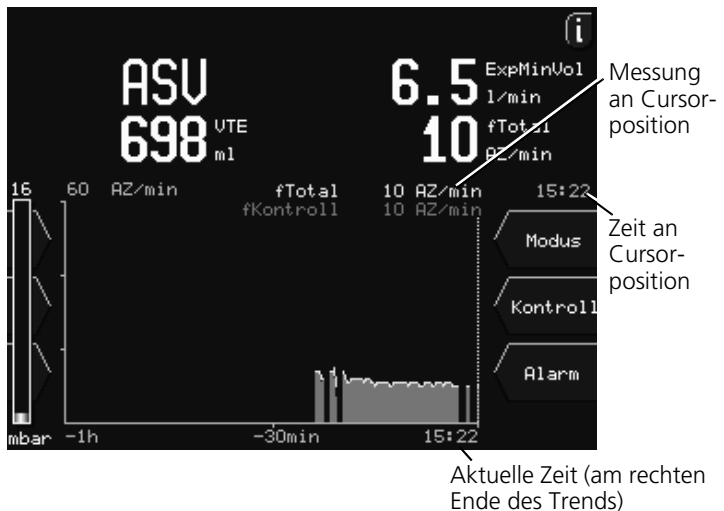 i
ASV
6.5 ExpMinVol l/min
698 VTE ml
10 fTotal AZ/min
Messung
an Cursor-
position
16
60 AZ/min
fTotal 10 AZ/min
15:22
fKontroll 10 AZ/min
Zeit an
Cursor-
position
Modus
Kontroll
Alarm
mbar
-1h
-30min
15:22
Aktuelle Zeit (am rechten
Ende des Trends)